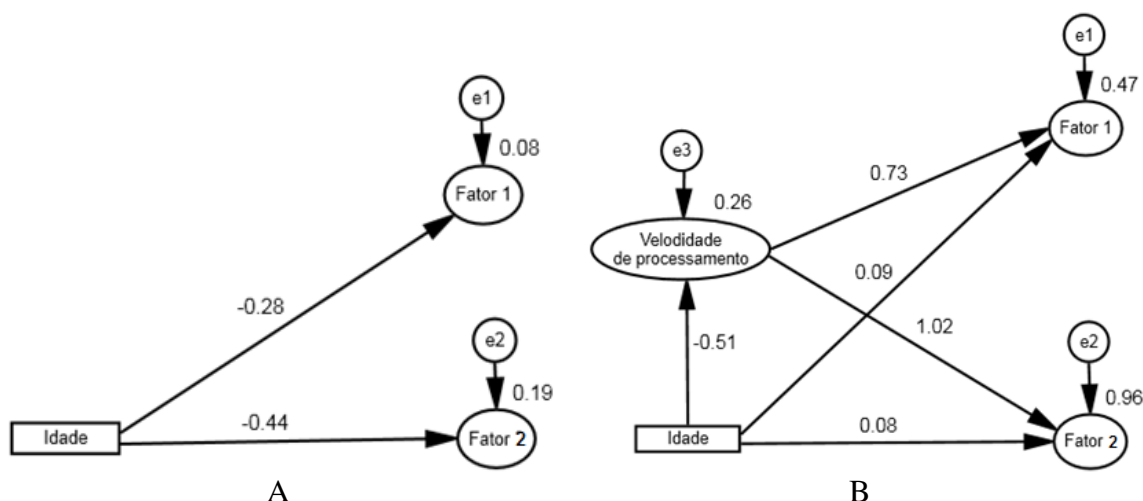 e1
0.08
Fator 1
-0.28
e2
0.19
-0.44
Idade
Fator 2
A
e1
0.47
Fator 1
e3
0.73
0.26
Velodidade
de processamento
0.09
1.02
-0.51
e2
0.96
0.08
Idade
Fator 2
B